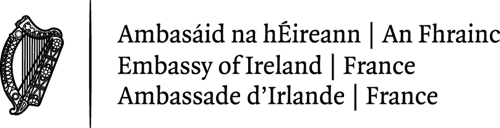 Ambasáid na hÉireann | An Fhrainc
Embassy of Ireland | France
Ambassade d'Irlande | France